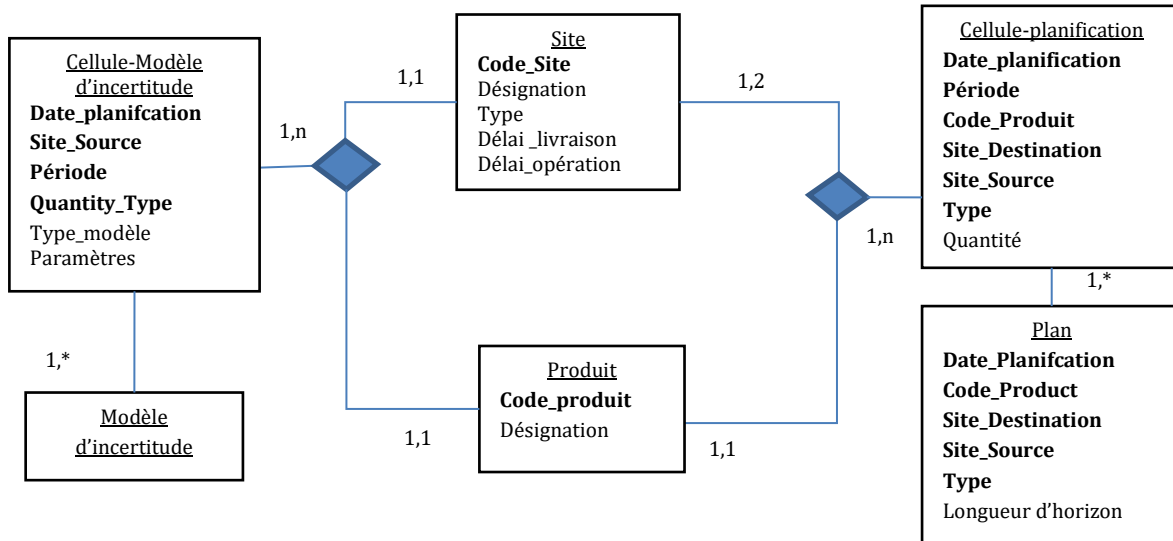 Cellule-Modèle
d'incertitude
Date_planifcation
Site_Source
Période
Quantity_Type
Type_modèle
Paramètres
1,n
1,*
Modèle
d'incertitude
1,1
Site
Code_Site
Désignation
Type
Délai _livraison
Délai_opération
1,2
1,1
Produit
Code_produit
Désignation
1,1
1,n
Cellule-planification
Date_planification
Période
Code_Produit
Site_Destination
Site_Source
Type
Quantité
1,*
Plan
Date_Planifcation
Code_Product
Site_Destination
Site_Source
Type
Longueur d'horizon